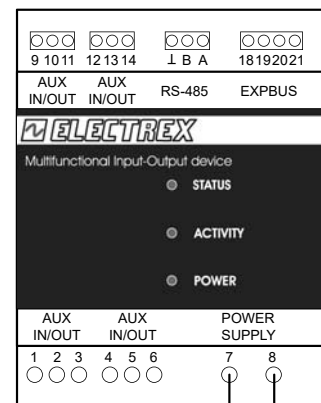 9 10 11 12 13 14 ⊥ B A 18 19 20 21
AUX IN/OUT
AUX IN/OUT
RS-485
EXPBUS
ELECTREX
Multifunctional Input-Output device
STATUS
ACTIVITY
POWER
AUX IN/OUT
AUX IN/OUT
POWER SUPPLY
1 2 3 4 5 6 7 8